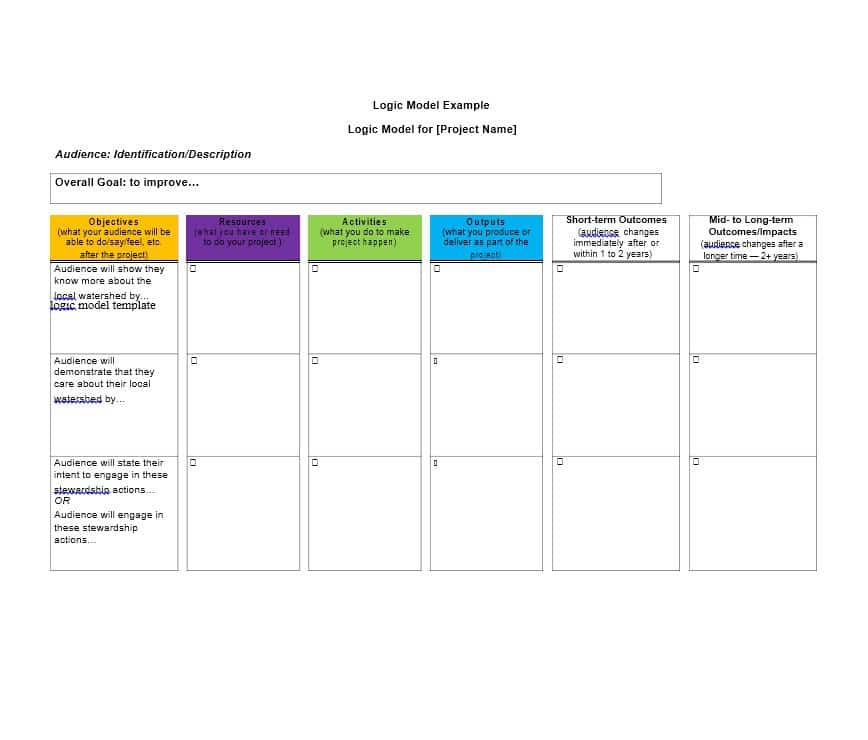 Logic Model Example
Logic Model for [Project Name]
Audience: Identification/Description
Overall Goal: to improve...
Objectives
(what your audience will be
able to do/say/feel, etc.
after the project)
Resources
(what you have or need
to do your project )
Activities
(what you do to make
project happen)
Outputs
(what you produce or
deliver as part of the
project)
Short-term Outcomes
(audience changes
immediately after or
within 1 to 2 years)
Mid- to Long-term
Outcomes/Impacts
(audience changes after a
longer time — 2+ years)
Audience will show they
know more about the
local watershed by...
logic model template
Audience will
demonstrate that they
care about their local
watershed by...
Audience will state their
intent to engage in these
stewardship actions...
OR
Audience will engage in
these stewardship
actions...